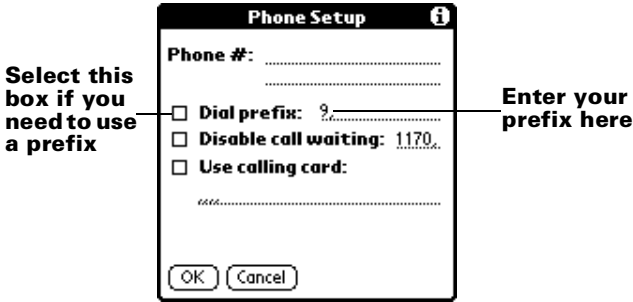 Phone Setup
Phone #:
Select this
box if you
need to use
a prefix
Dial prefix: 9,
Enter your
prefix here
Disable call waiting: 1170,
Use calling card:
,,,,
OK Cancel